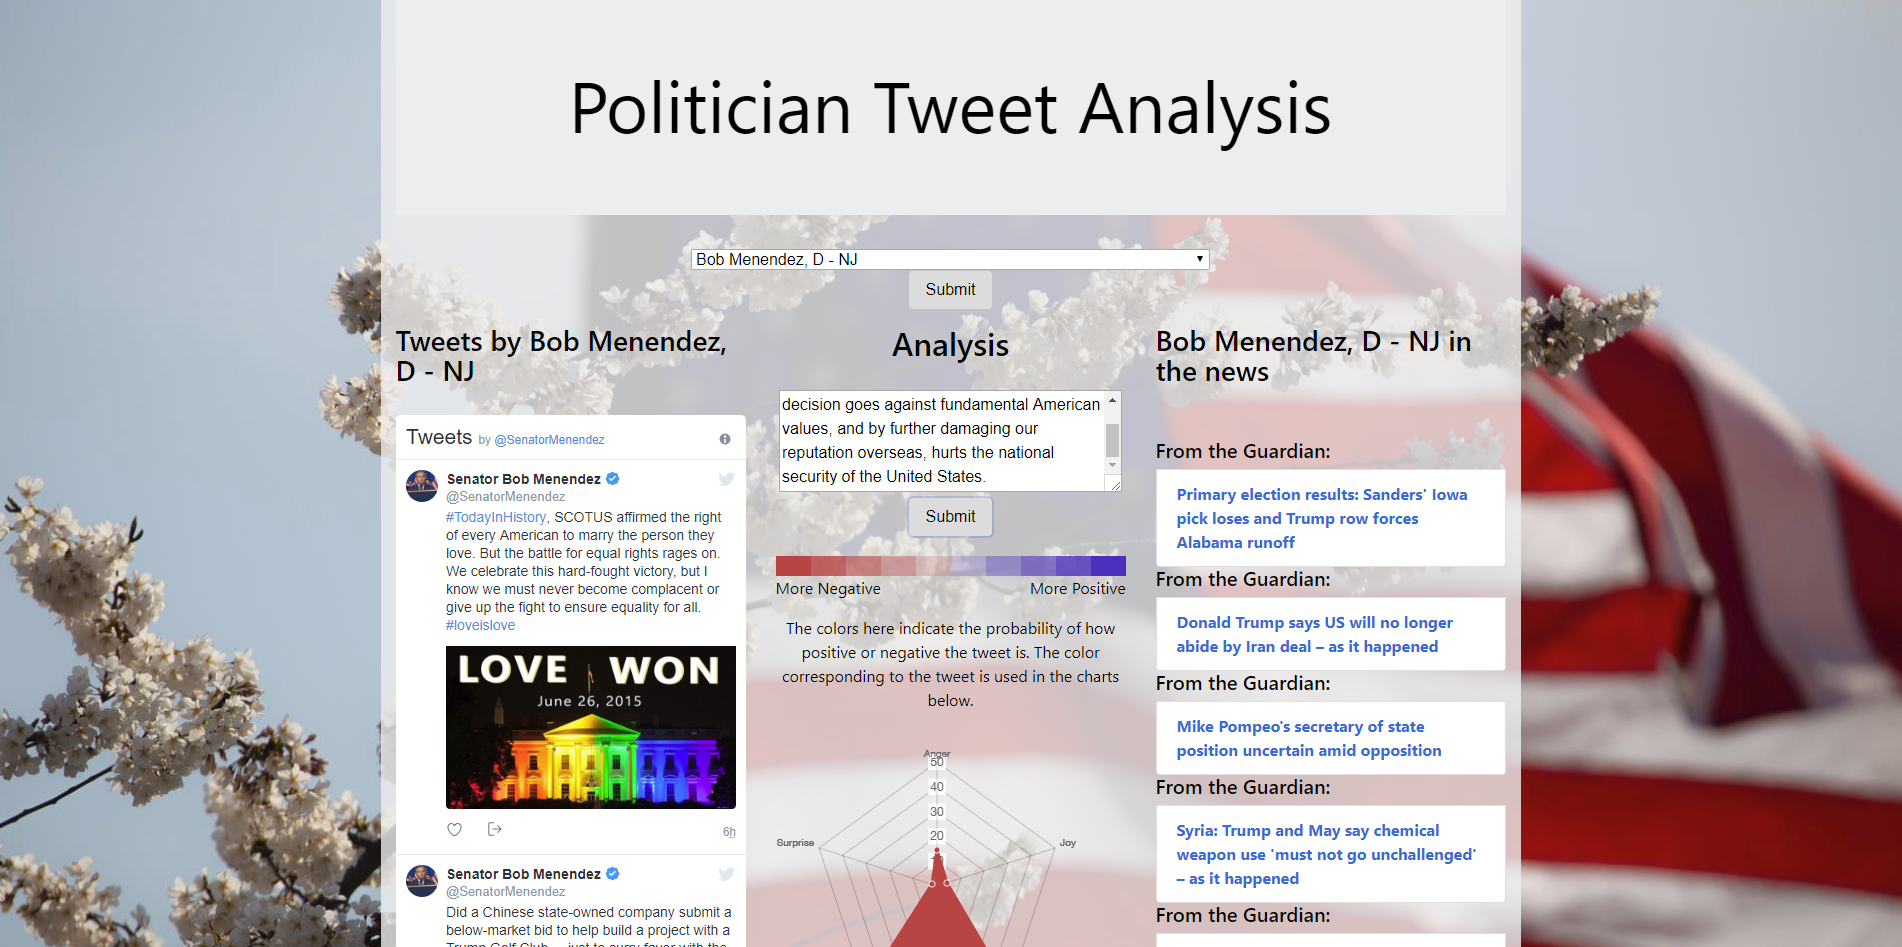 Politician Tweet Analysis
Bob Menendez, D - NJ
Submit
Tweets by Bob Menendez,
D - NJ
Tweets by @SenatorMenendez
Senator Bob Menendez
@SenatorMenendez
#TodayInHistory, SCOTUS affirmed the right
of every American to marry the person they
love. But the battle for equal rights rages on.
We celebrate this hard-fought victory, but I
know we must never become complacent or
give up the fight to ensure equality for all.
#loveislove
LOVE WON
June 26, 2015
6h
Senator Bob Menendez
@SenatorMenendez
Did a Chinese state-owned company submit a
below-market bid to help build a project with a
Trump Golf Club -- just to curry favor with the
Analysis
decision goes against fundamental American
values, and by further damaging our
reputation overseas, hurts the national
security of the United States.
Submit
More Negative More Positive
The colors here indicate the probability of how
positive or negative the tweet is. The color
corresponding to the tweet is used in the charts
below.
Anger
50
40
30
20
Surprise
Joy
Bob Menendez, D - NJ in
the news
From the Guardian:
Primary election results: Sanders' Iowa
pick loses and Trump row forces
Alabama runoff
From the Guardian:
Donald Trump says US will no longer
abide by Iran deal – as it happened
From the Guardian:
Mike Pompeo's secretary of state
position uncertain amid opposition
From the Guardian:
Syria: Trump and May say chemical
weapon use 'must not go unchallenged'
– as it happened
From the Guardian: